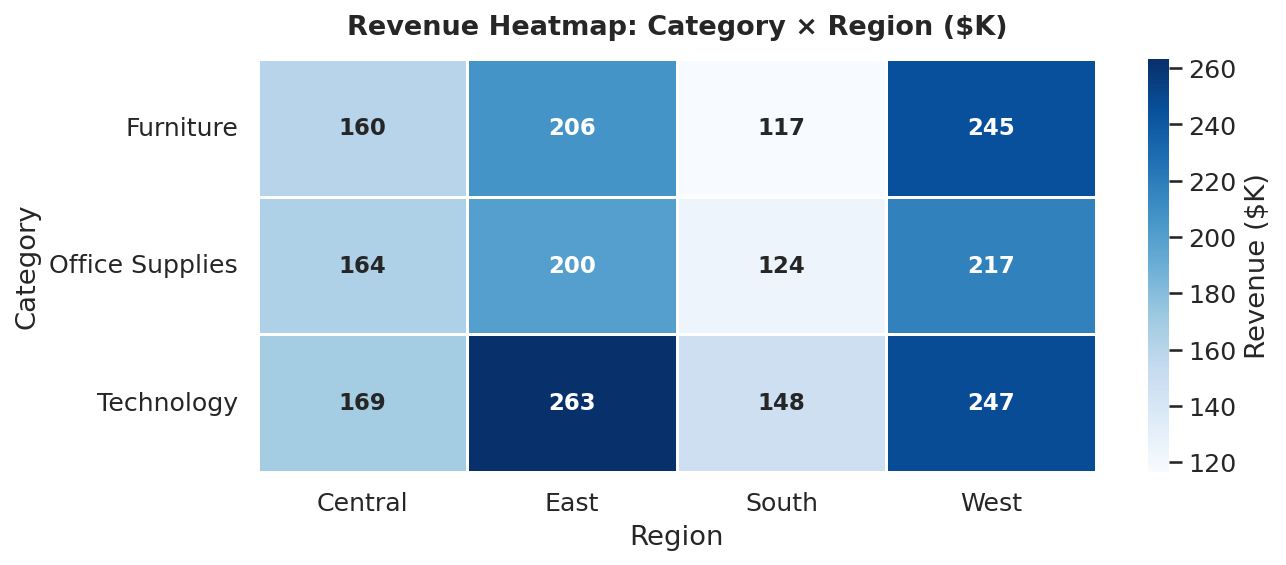 Revenue Heatmap: Category × Region ($K)
Category
Furniture 160 206 117 245
Office Supplies 164 200 124 217
Technology 169 263 148 247
Central East South West
Region
260
240
220
200
180
160
140
120
Revenue ($K)